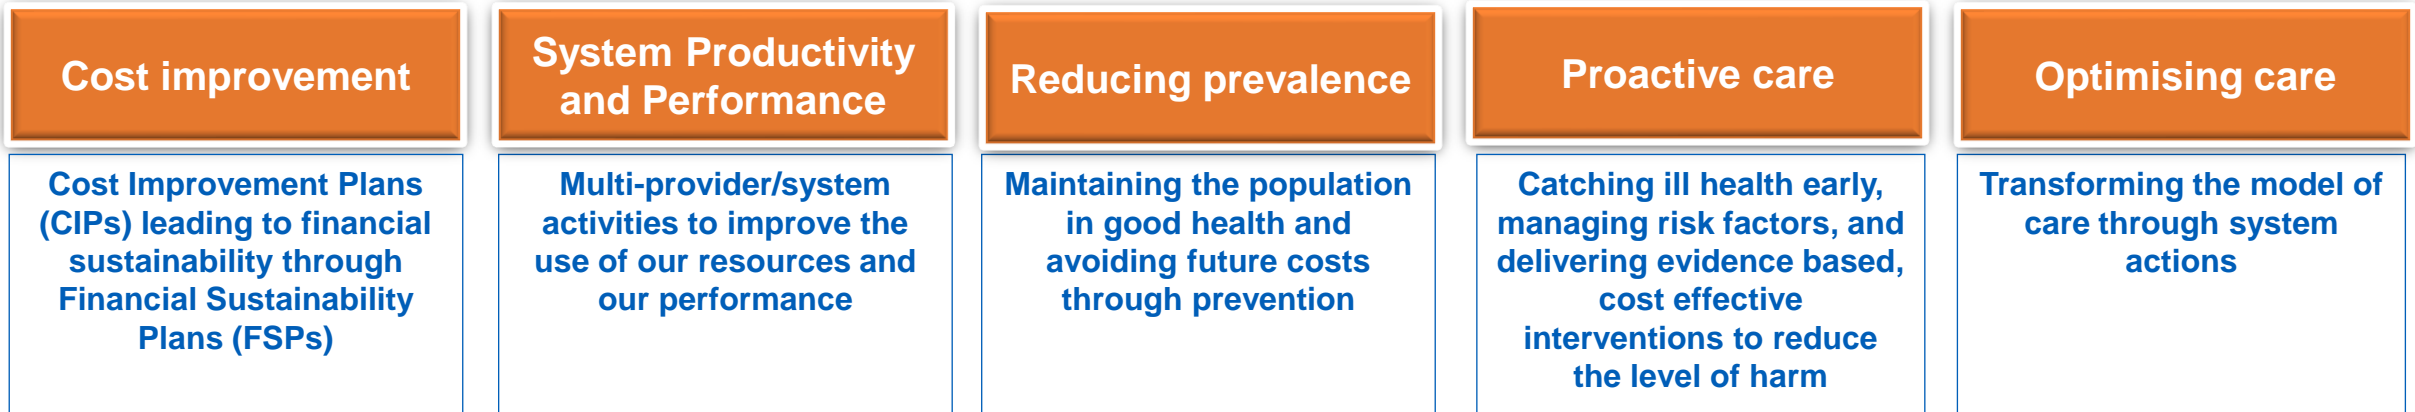 Cost improvement
Cost Improvement Plans
(CIPs) leading to financial
sustainability through
Financial Sustainability
Plans (FSPs)
System Productivity
and Performance
Multi-provider/system
activities to improve the
use of our resources and
our performance
Reducing prevalence
Maintaining the population
in good health and
avoiding future costs
through prevention
Proactive care
Catching ill health early,
managing risk factors, and
delivering evidence based,
cost effective
interventions to reduce
the level of harm
Optimising care
Transforming the model of
care through system
actions